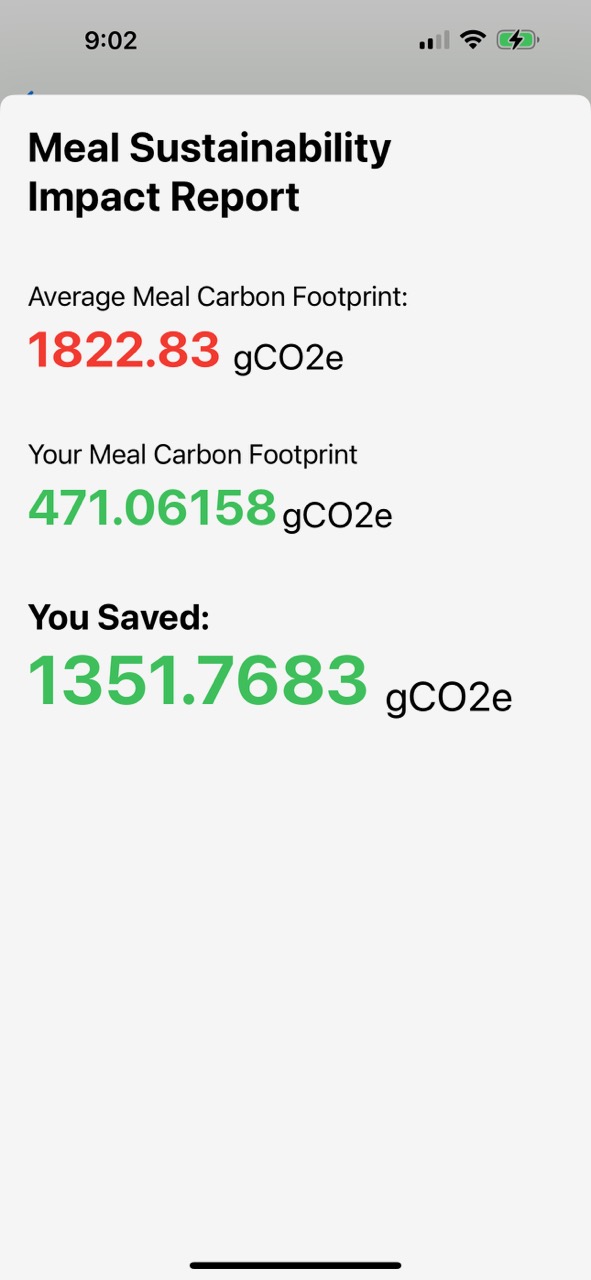 9:02
Meal Sustainability
Impact Report
Average Meal Carbon Footprint:
1822.83 gCO2e
Your Meal Carbon Footprint
471.06158 gCO2e
You Saved:
1351.7683 gCO2e